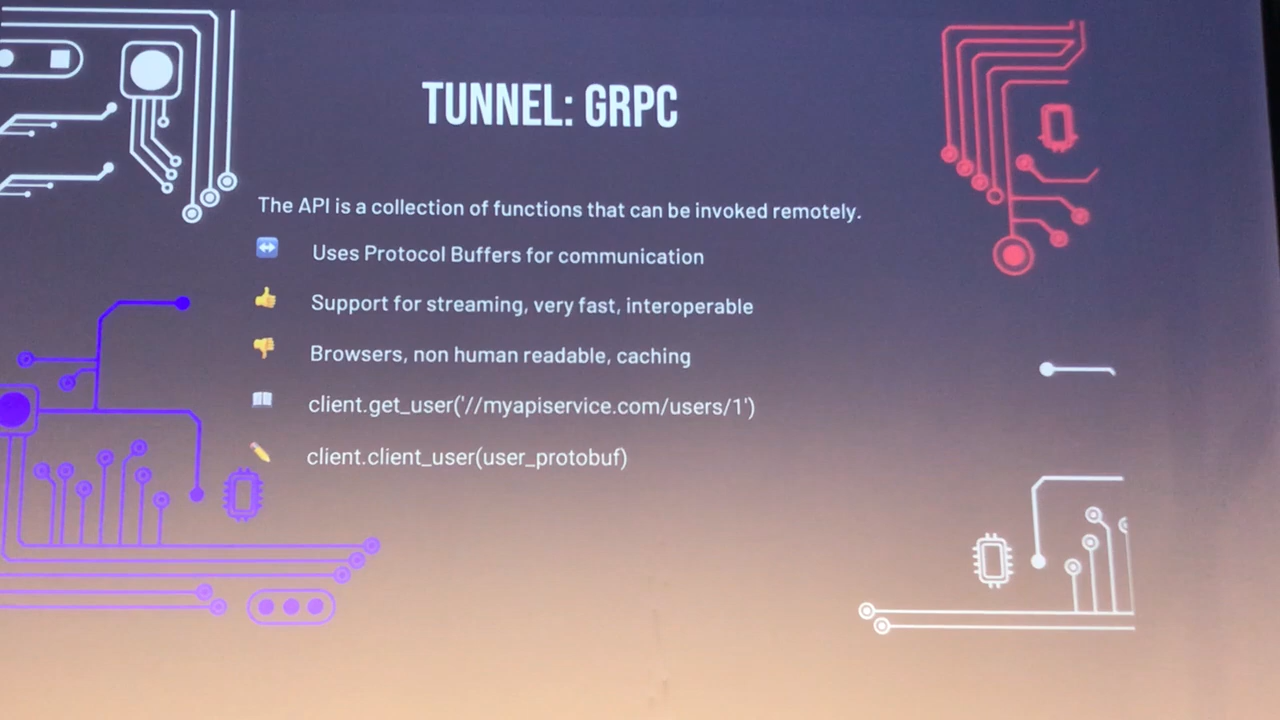 TUNNEL: GRPC
The API is a collection of functions that can be invoked remotely.
Uses Protocol Buffers for communication
Support for streaming, very fast, interoperable
Browsers, non human readable, caching
client.get_user('//myapiservice.com/users/1')
client.client_user(user_protobuf)